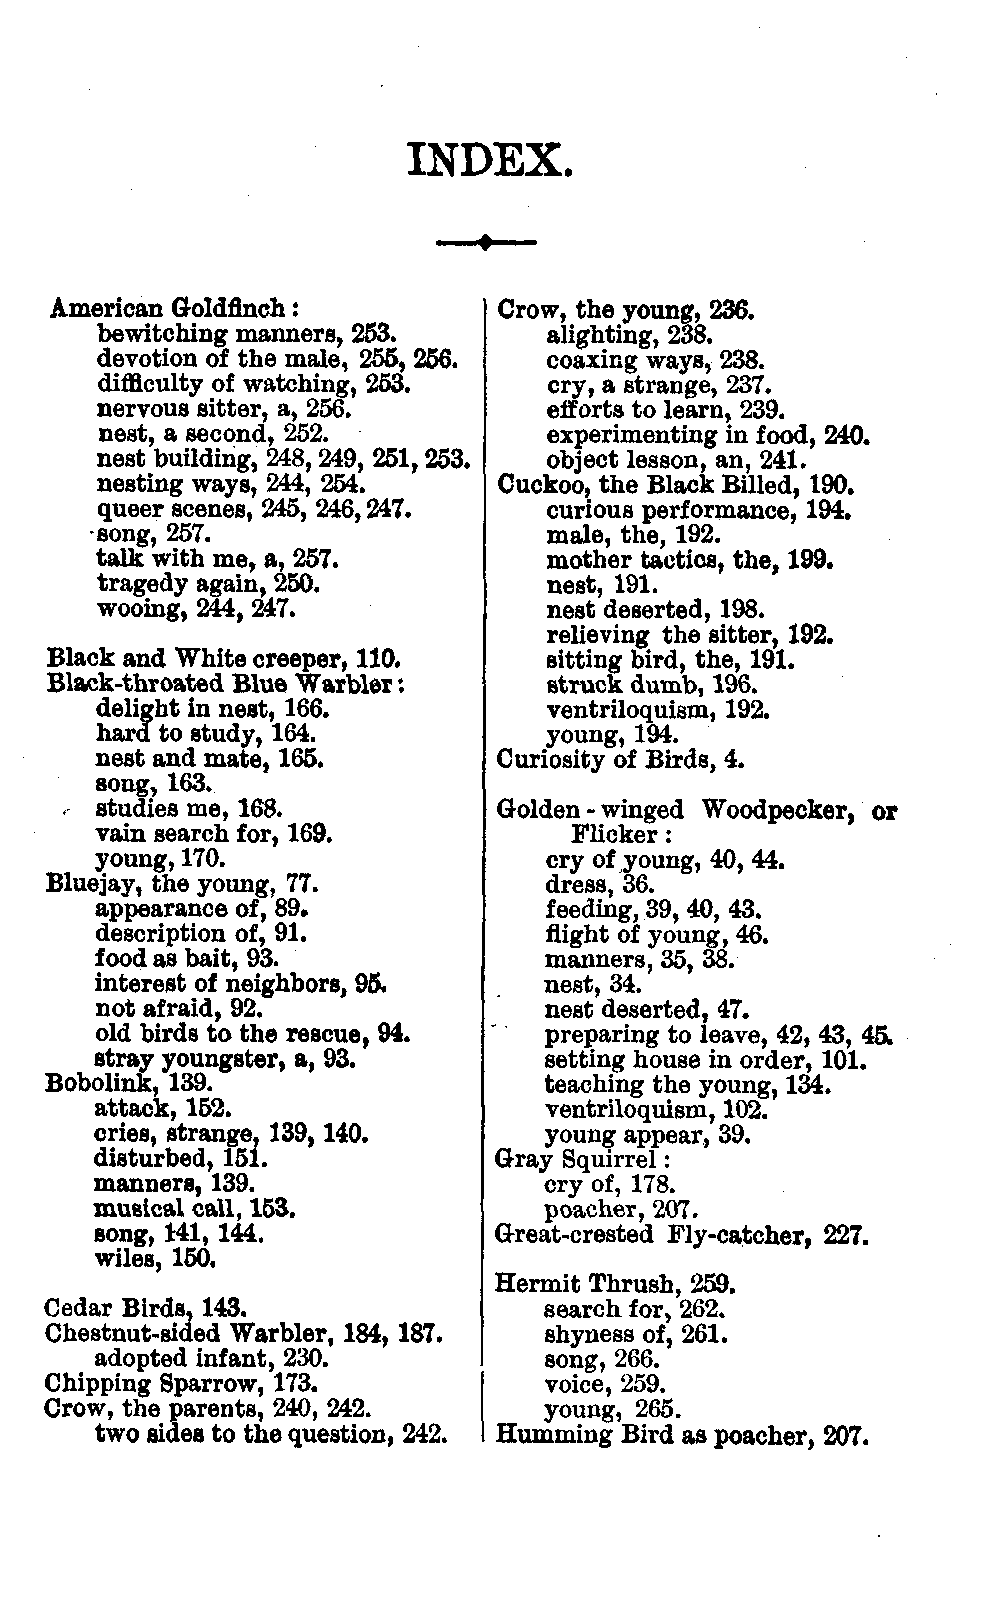 INDEX.
American Goldfinch :
bewitching manners, 253.
devotion of the male, 255, 256.
difficulty of watching, 253.
nervous sitter, a, 256.
nest, a second, 252.
nest building, 248, 249, 251, 253.
nesting ways, 244, 254.
queer scenes, 245, 246, 247.
song, 257.
talk with me, a, 257.
tragedy again, 250.
wooing, 244, 247.
Black and White creeper, 110.
Black-throated Blue Warbler :
delight in nest, 166.
hard to study, 164.
nest and mate, 165.
song, 163.
studies me, 168.
vain search for, 169.
young, 170.
Bluejay, the young, 77.
appearance of, 89.
description of, 91.
food as bait, 93.
interest of neighbors, 95.
not afraid, 92.
old birds to the rescue, 94.
stray youngster, a, 93.
Bobolink, 139.
attack, 152.
cries, strange, 139, 140.
disturbed, 151.
manners, 139.
musical call, 153.
song, 141, 144.
wiles, 150.
Cedar Birds, 143.
Chestnut-sided Warbler, 184, 187.
adopted infant, 230.
Chipping Sparrow, 173.
Crow, the parents, 240, 242.
two sides to the question, 242.
Crow, the young, 236.
alighting, 238.
coaxing ways, 238.
cry, a strange, 237.
efforts to learn, 239.
experimenting in food, 240.
object lesson, an, 241.
Cuckoo, the Black Billed, 190.
curious performance, 194.
male, the, 192.
mother tactics, the, 199.
nest, 191.
nest deserted, 198.
relieving the sitter, 192.
sitting bird, the, 191.
struck dumb, 196.
ventriloquism, 192.
young, 194.
Curiosity of Birds, 4.
Golden-winged Woodpecker, or
Flicker :
cry of young, 40, 44.
dress, 36.
feeding, 39, 40, 43.
flight of young, 46.
manners, 35, 38.
nest, 34.
nest deserted, 47.
preparing to leave, 42, 43, 45.
setting house in order, 101.
teaching the young, 134.
ventriloquism, 102.
young appear, 39.
Gray Squirrel :
cry of, 178.
poacher, 207.
Great-crested Fly-catcher, 227.
Hermit Thrush, 259.
search for, 262.
shyness of, 261.
song, 266.
voice, 259.
young, 265.
Humming Bird as poacher, 207.